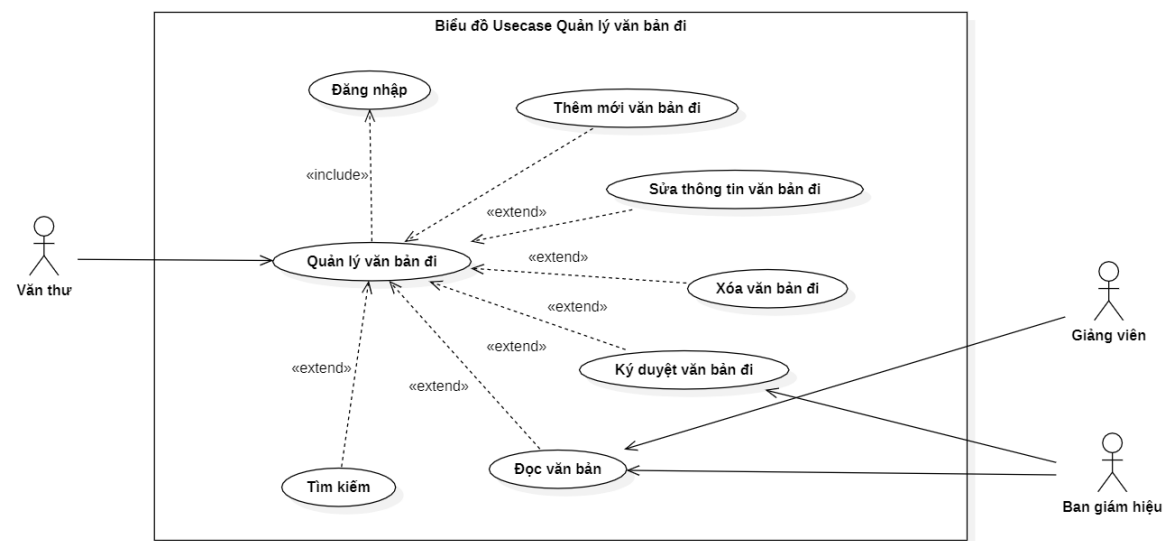 Biểu đồ Usecase Quản lý văn bản đi
Đăng nhập
Thêm mới văn bản đi
«include»
Sửa thông tin văn bản đi
«extend»
Văn thư
Quản lý văn bản đi
«extend»
Xóa văn bản đi
«extend»
Giảng viên
«extend»
«extend»
Ký duyệt văn bản đi
«extend»
Đọc văn bản
Tìm kiếm
Ban giám hiệu